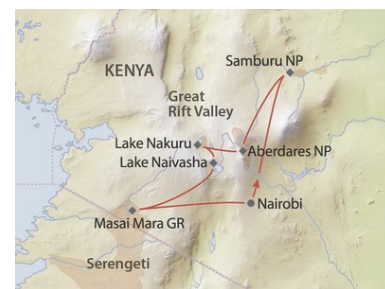 Samburu NP
KENYA
Great
Rift Valley
Lake Nakuru
Aberdares NP
Lake Naivasha
Nairobi
Masai Mara GR
Serengeti